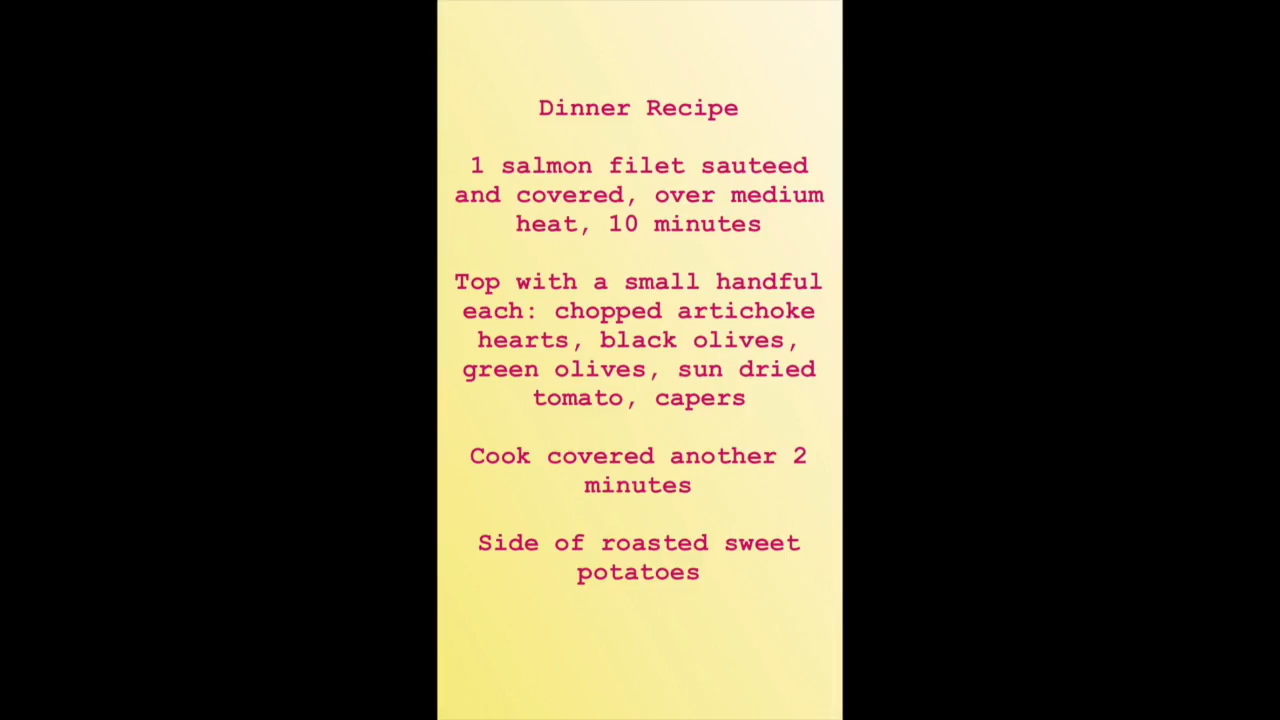 Dinner Recipe
1 salmon filet sauteed
and covered, over medium
heat, 10 minutes
Top with a small handful
each: chopped artichoke
hearts, black olives,
green olives, sun dried
tomato, capers
Cook covered another 2
minutes
Side of roasted sweet
potatoes